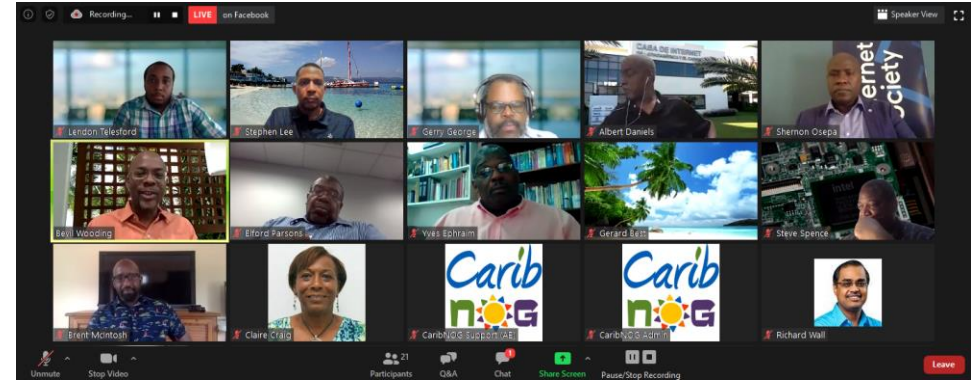 Recording...
LIVE on Facebook
Speaker View
Lendon Telesford
Stephen Lee
Gerry George
CASA DE INTERNET
Albert Daniels
ernet
ociety
Shernon Osepa
Bevil Wooding
Elford Parsons
Yves Ephraim
Gerard Best
intel
Steve Spence
Brent McIntosh
Claire Craig
Carib
NOG
CaribNOG Support (AE)
Carib
NOG
CaribNOG Admin
Richard Wall
Unmute
Stop Video
21
Participants
Q&A
1
Chat
Share Screen
Pause/Stop Recording
Leave